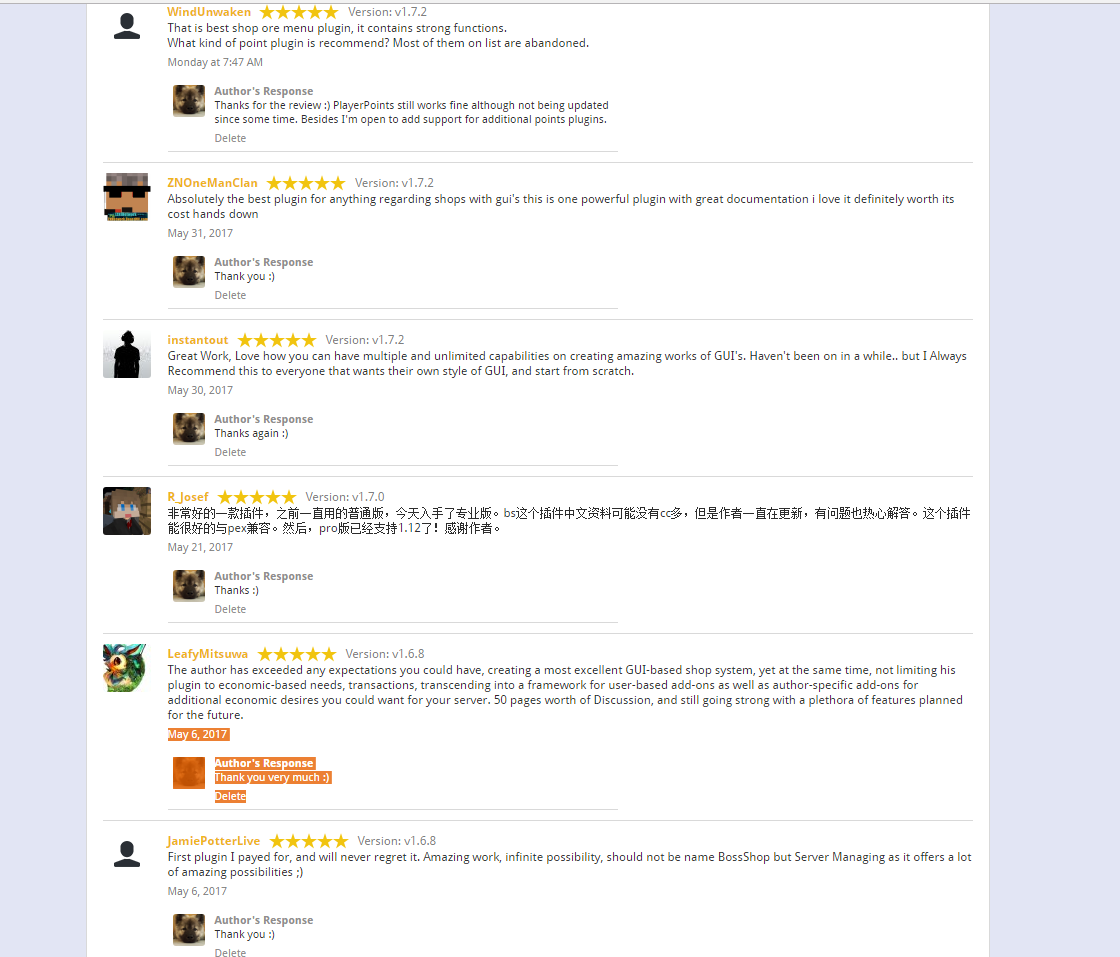 WindUnwaken ★★★★★ Version: v1.7.2
That is best shop ore menu plugin, it contains strong functions.
What kind of point plugin is recommend? Most of them on list are abandoned.
Monday at 7:47 AM
Author's Response
Thanks for the review :) PlayerPoints still works fine although not being updated
since some time. Besides I'm open to add support for additional points plugins.
Delete
ZNOneManClan ★★★★★ Version: v1.7.2
Absolutely the best plugin for anything regarding shops with gui's this is one powerful plugin with great documentation i love it definitely worth its
cost hands down
May 31, 2017
Author's Response
Thank you :)
Delete
instantout ★★★★★ Version: v1.7.2
Great Work, Love how you can have multiple and unlimited capabilities on creating amazing works of GUI's. Haven't been on in a while.. but I Always
Recommend this to everyone that wants their own style of GUI, and start from scratch.
May 30, 2017
Author's Response
Thanks again :)
Delete
R_Josef ★★★★★ Version: v1.7.0
非常好的一款插件，之前一直用的普通版，今天入手了专业版。bs这个插件中文资料可能没有cc多，但是作者一直在更新，有问题也热心解答。这个插件
能很好的与pex兼容。然后，pro版已经支持1.12了！感谢作者。
May 21, 2017
Author's Response
Thanks :)
Delete
LeafyMitsuwa ★★★★★ Version: v1.6.8
The author has exceeded any expectations you could have, creating a most excellent GUI-based shop system, yet at the same time, not limiting his
plugin to economic-based needs, transactions, transcending into a framework for user-based add-ons as well as author-specific add-ons for
additional economic desires you could want for your server. 50 pages worth of Discussion, and still going strong with a plethora of features planned
for the future.
May 6, 2017
Author's Response
Thank you very much :)
Delete
JamiePotterLive ★★★★★ Version: v1.6.8
First plugin I payed for, and will never regret it. Amazing work, infinite possibility, should not be name BossShop but Server Managing as it offers a lot
of amazing possibilities ;)
May 6, 2017
Author's Response
Thank you :)
Delete